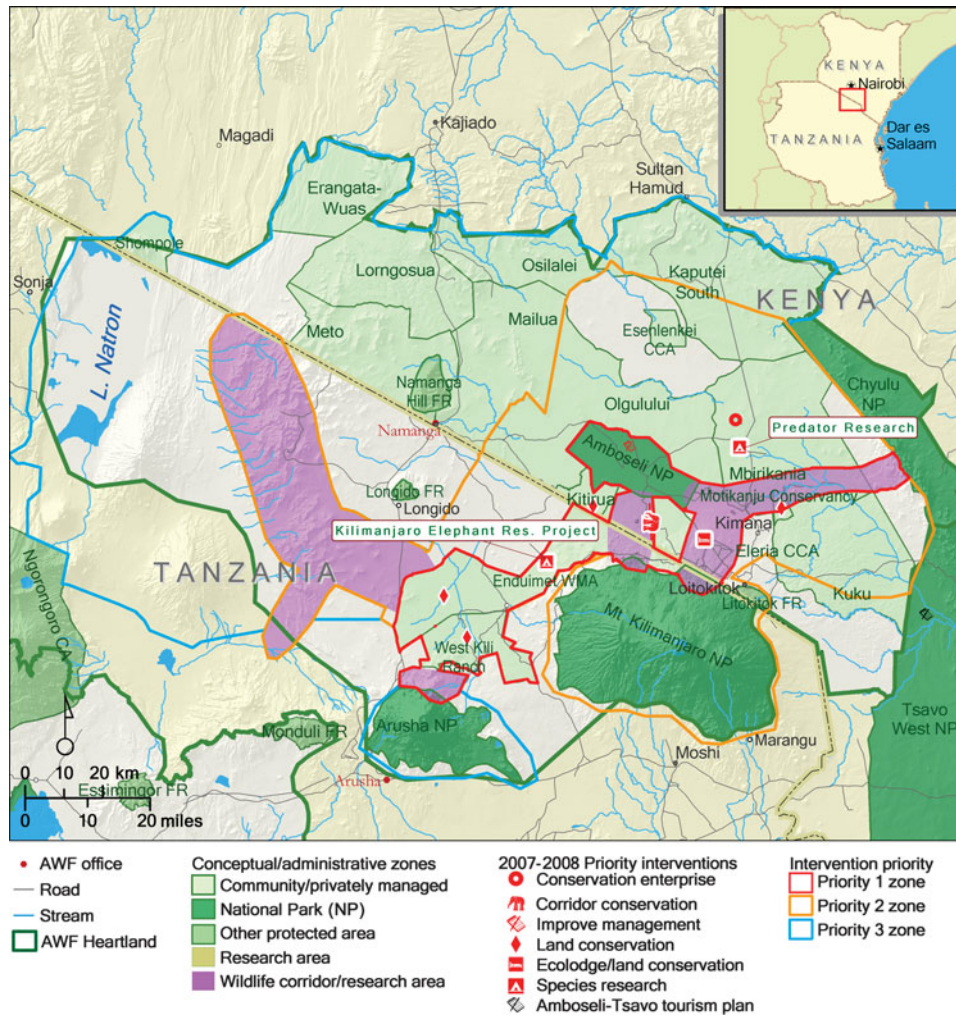 KENYA
Nairobi
TANZANIA
Dar es
Salaam
Magadi
Kajiado
Sultan
Hamud
Erangata-
Wuas
Shompole
Sonja
Lorngosua
Osilalei
Kaputei
South
KENYA
L. Natron
Meto
Mailua
Esenlenkei
CCA
Chyulu
NP
Namanga
Hill FR
Olgululul
Namanga
Amboseli NP
Predator Research
Mbirikania
Longido FR
Longido
Kitirua
Motikanju Conservancy
Kimana
Kilimanjaro Elephant Res. Project
Eleria CCA
TANZANIA
Enduimet WMA
Loitokitok
Litokitok FR
Kuku
Ngorongoro CA
Mt. Kilimanjaro NP
West Kili
Ranch
Tsavo
West NP
Arusha NP
Monduli FR
Marangu
Moshi
Arusha
0 10 20 km
Essimingor FR
0 10 20 miles
AWF office
Road
Stream
AWF Heartland
Conceptual/administrative zones
Community/privately managed
National Park (NP)
Other protected area
Research area
Wildlife corridor/research area
2007-2008 Priority interventions
Conservation enterprise
Corridor conservation
Improve management
Land conservation
Ecolodge/land conservation
Species research
Amboseli-Tsavo tourism plan
Intervention priority
Priority 1 zone
Priority 2 zone
Priority 3 zone